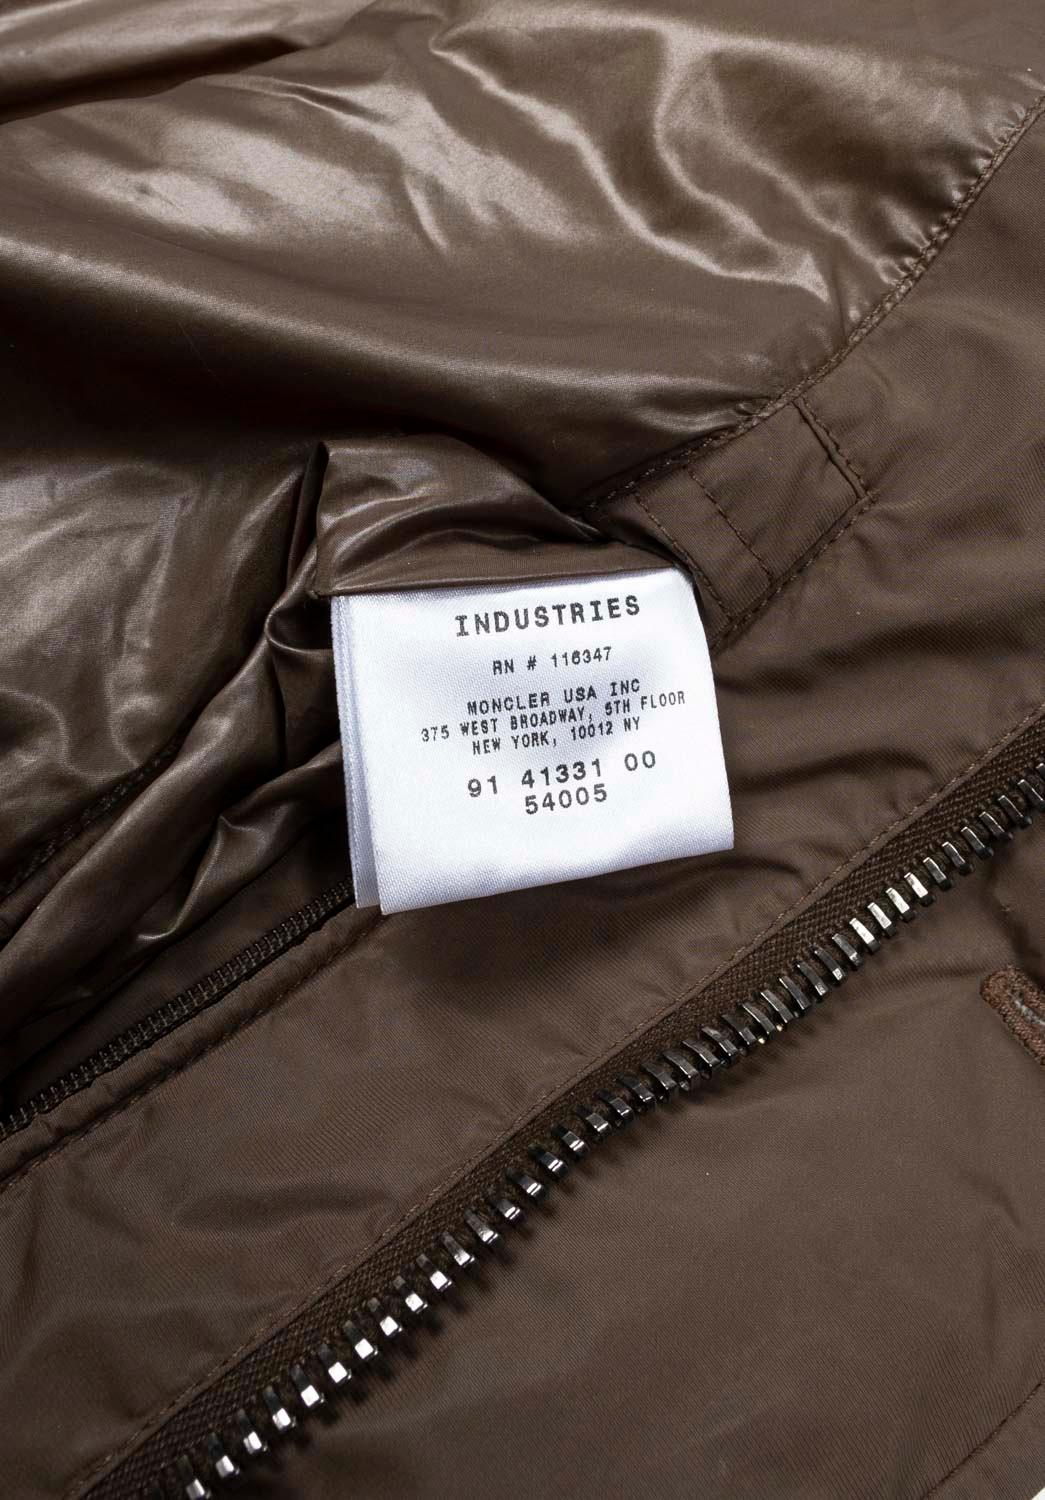 INDUSTRIES
RN # 116347
MONCLER USA INC
375 WEST BROADWAY, 5TH FLOOR
NEW YORK, 10012 NY
91 41331 00
54005